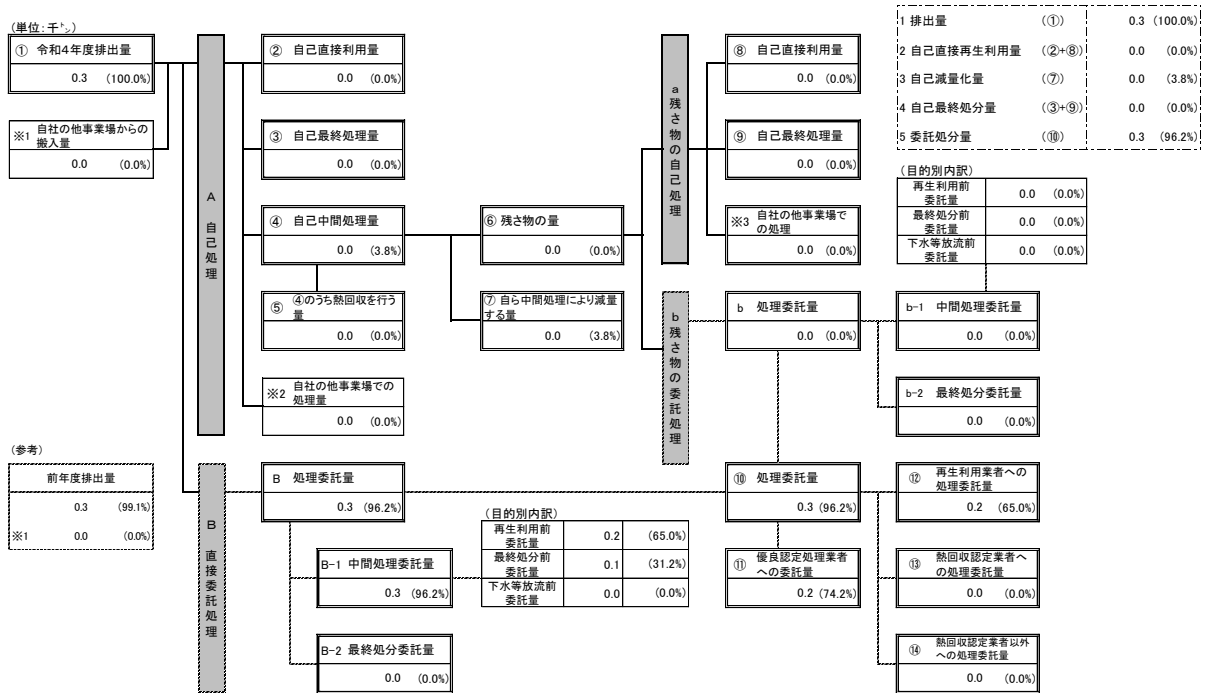 (単位:千㌧)
① 令和4年度排出量
0.3 (100.0%)
※1 自社の他事業場からの
搬入量
0.0 (0.0%)
A 自己処理
② 自己直接利用量
0.0 (0.0%)
③ 自己最終処理量
0.0 (0.0%)
④ 自己中間処理量
0.0 (3.8%)
⑤ ④のうち熱回収を行う
量
0.0 (0.0%)
※2 自社の他事業場での
処理量
0.0 (0.0%)
⑥ 残さ物の量
0.0 (0.0%)
⑦ 自ら中間処理により減量
する量
0.0 (3.8%)
a 残さ物の自己処理
⑧ 自己直接利用量
0.0 (0.0%)
⑨ 自己最終処理量
0.0 (0.0%)
※3 自社の他事業場で
の処理
0.0 (0.0%)
b 残さ物の委託処理
b 処理委託量
0.0 (0.0%)
1 排出量 (①) 0.3 (100.0%)
2 自己直接再生利用量 (②+⑧) 0.0 (0.0%)
3 自己減量化量 (⑦) 0.0 (3.8%)
4 自己最終処分量 (③+⑨) 0.0 (0.0%)
5 委託処分量 (⑩) 0.3 (96.2%)
(目的別内訳)
再生利用前
委託量 0.0 (0.0%)
最終処分前
委託量 0.0 (0.0%)
下水等放流前
委託量 0.0 (0.0%)
b-1 中間処理委託量
0.0 (0.0%)
b-2 最終処分委託量
0.0 (0.0%)
(参考)
前年度排出量
0.3 (99.1%)
※1 0.0 (0.0%)
B 直接委託処理
B 処理委託量
0.3 (96.2%)
B-1 中間処理委託量
0.3 (96.2%)
B-2 最終処分委託量
0.0 (0.0%)
(目的別内訳)
再生利用前
委託量 0.2 (65.0%)
最終処分前
委託量 0.1 (31.2%)
下水等放流前
委託量 0.0 (0.0%)
⑩ 処理委託量
0.3 (96.2%)
⑪ 優良認定処理業者
への委託量
0.2 (74.2%)
⑫ 再生利用業者への
処理委託量
0.2 (65.0%)
⑬ 熱回収認定業者へ
の処理委託量
0.0 (0.0%)
⑭ 熱回収認定業者以外
への処理委託量
0.0 (0.0%)